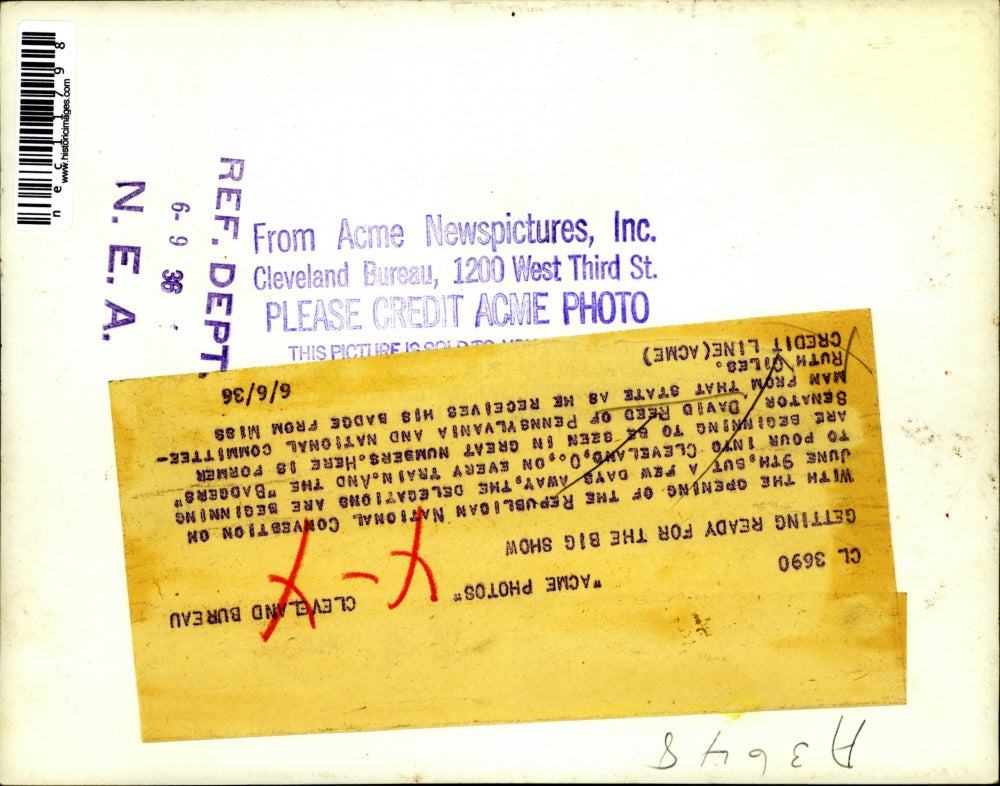 nec11798
www.historicimages.com
REF. DEPT.
6-9 36
N. E. A.
From Acme Newspictures, Inc.
Cleveland Bureau, 1200 West Third St.
PLEASE CREDIT ACME PHOTO
THIS PICTURE IS SOLD TO
CL 3690 "ACME PHOTOS" CLEVELAND BUREAU
X-X
GETTING READY FOR THE BIG SHOW
WITH THE OPENING OF THE REPUBLICAN NATIONAL CONVESTION ON
JUNE 9TH,BUT A FEW DAYS AWAY,THE DELEGATIONS ARE BEGINNING
TO POUR INTO CLEVELAND,O.,ON EVERY TRAIN,AND.THE "BADGERS"
ARE BEGINNING TO BE SEEN IN GREAT NUMBERS.HERE IS FORMER
SENATOR DAVID REED OF PENNSYLVANIA AND NATIONAL COMMITTEE-
MAN FROM THAT STATE AS HE RECEIVES HIS BADGE FROM MISS
RUTH GILES.
CREDIT LINE(ACME) 6/6/36
A3648